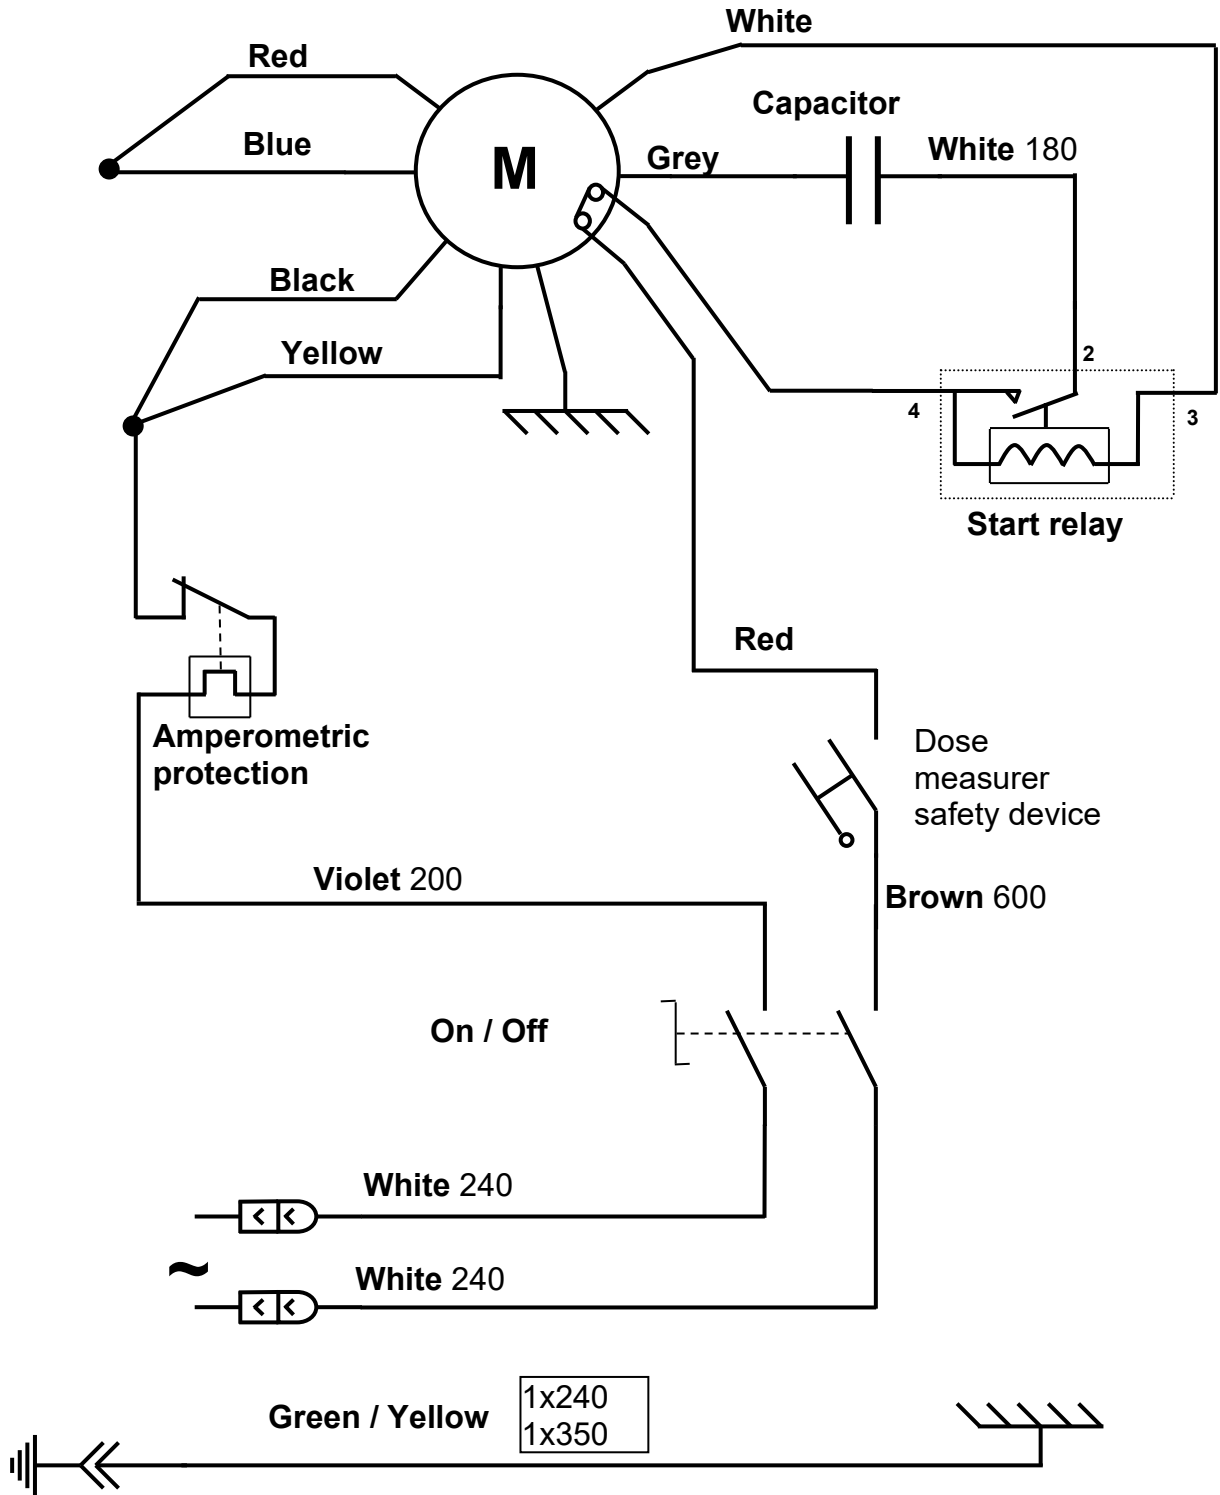 White
Red
Capacitor
Blue
M
Grey
White 180
Black
Yellow
2
4
3
Start relay
Red
Amperometric
protection
Dose
measurer
safety device
Violet 200
Brown 600
On / Off
White 240
~
White 240
Green / Yellow
1x240
1x350